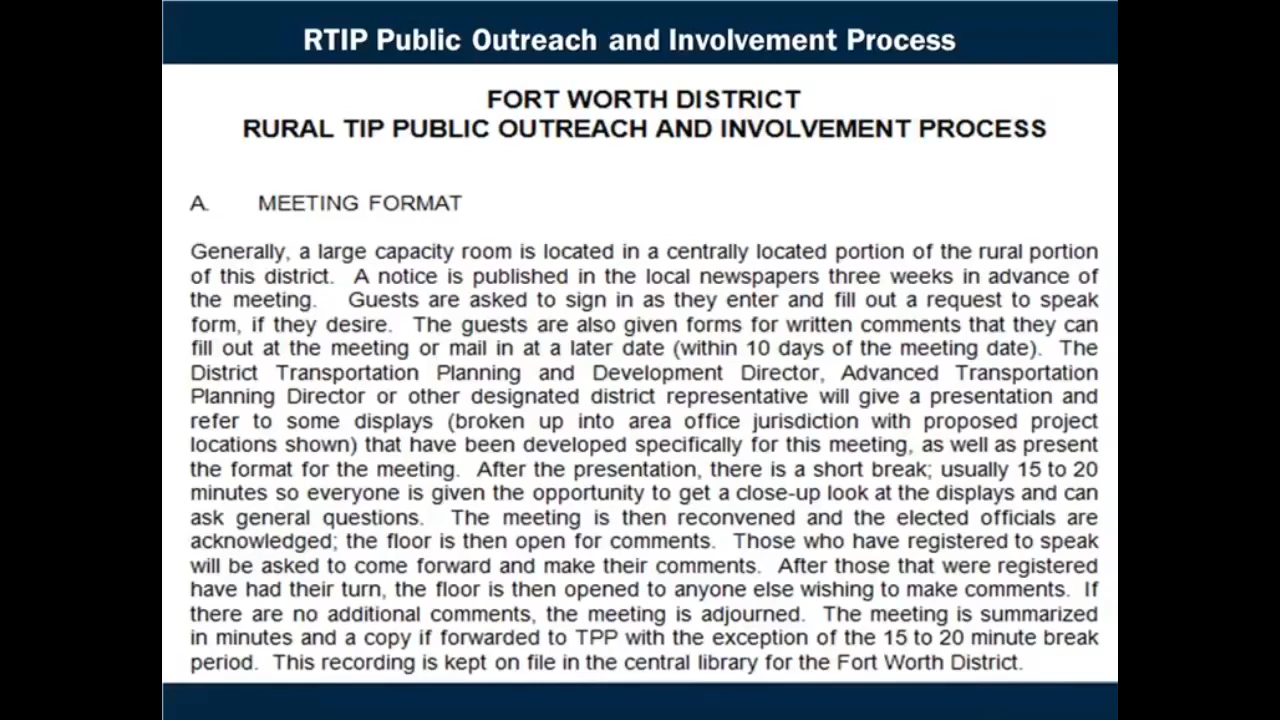 RTIP Public Outreach and Involvement Process
FORT WORTH DISTRICT
RURAL TIP PUBLIC OUTREACH AND INVOLVEMENT PROCESS
A. MEETING FORMAT
Generally, a large capacity room is located in a centrally located portion of the rural portion
of this district. A notice is published in the local newspapers three weeks in advance of
the meeting. Guests are asked to sign in as they enter and fill out a request to speak
form, if they desire. The guests are also given forms for written comments that they can
fill out at the meeting or mail in at a later date (within 10 days of the meeting date). The
District Transportation Planning and Development Director, Advanced Transportation
Planning Director or other designated district representative will give a presentation and
refer to some displays (broken up into area office jurisdiction with proposed project
locations shown) that have been developed specifically for this meeting, as well as present
the format for the meeting. After the presentation, there is a short break; usually 15 to 20
minutes so everyone is given the opportunity to get a close-up look at the displays and can
ask general questions. The meeting is then reconvened and the elected officials are
acknowledged; the floor is then open for comments. Those who have registered to speak
will be asked to come forward and make their comments. After those that were registered
have had their turn, the floor is then opened to anyone else wishing to make comments. If
there are no additional comments, the meeting is adjourned. The meeting is summarized
in minutes and a copy if forwarded to TPP with the exception of the 15 to 20 minute break
period. This recording is kept on file in the central library for the Fort Worth District.